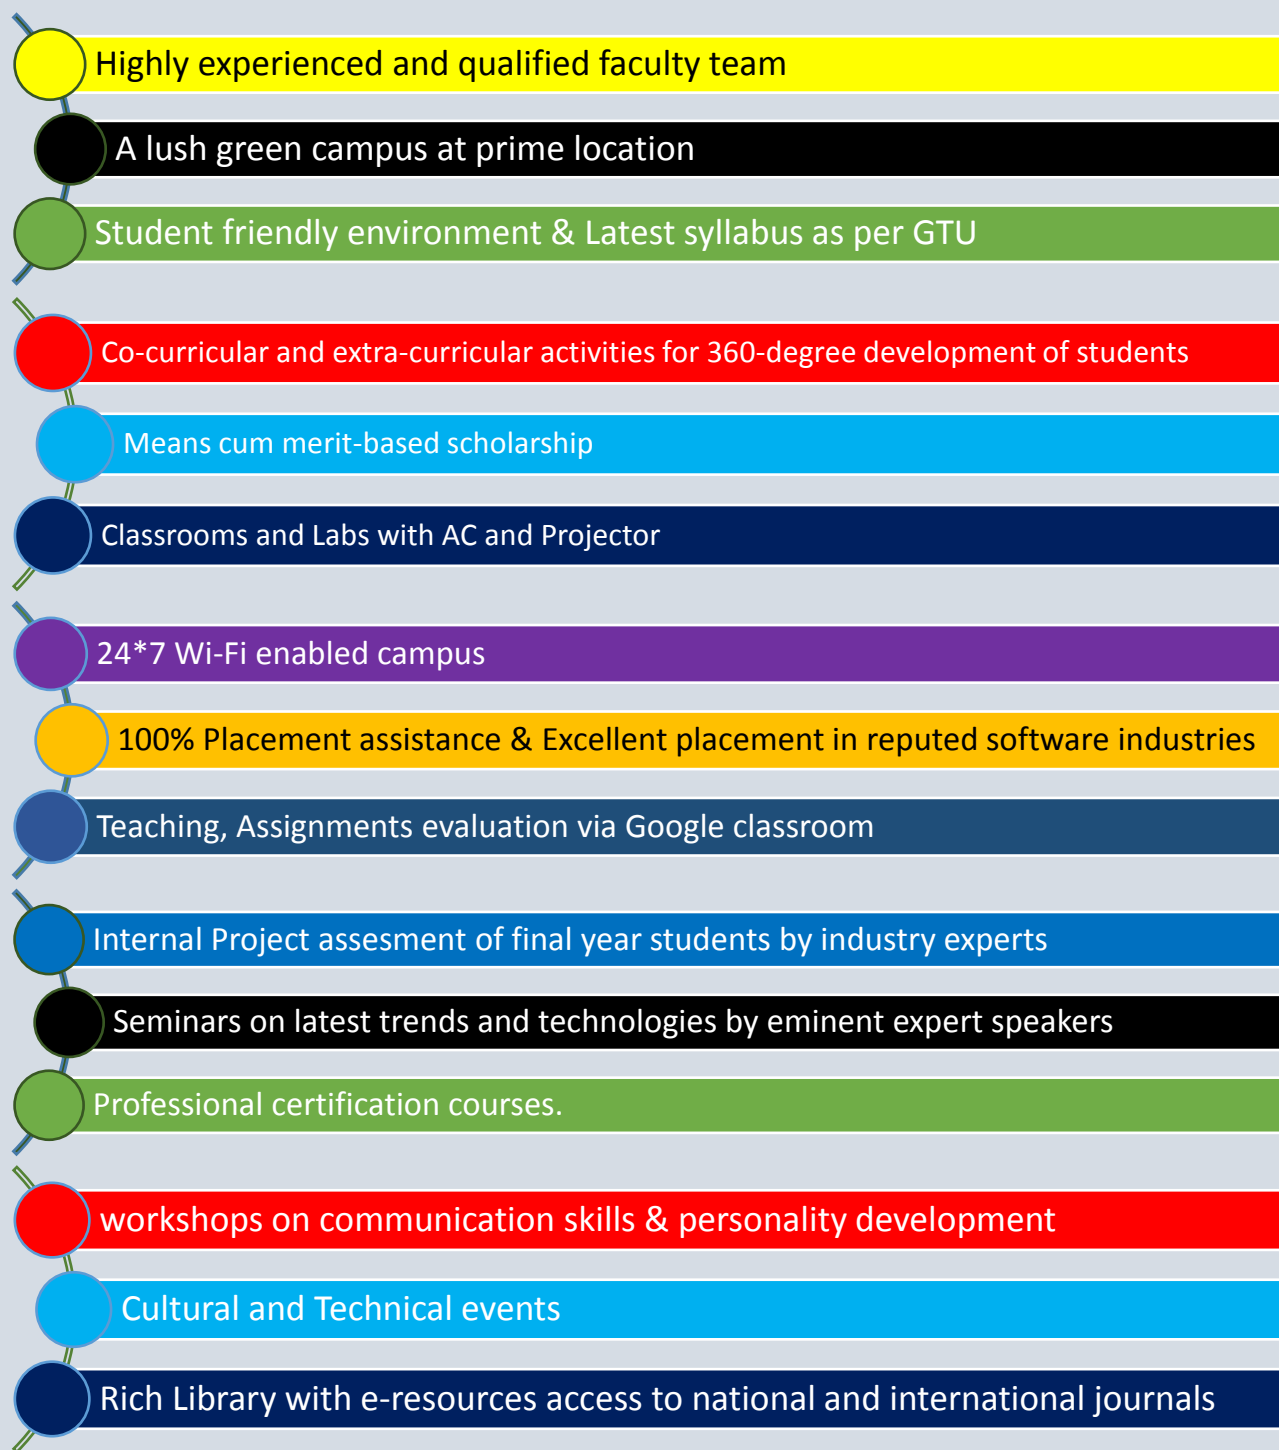 Highly experienced and qualified faculty team
A lush green campus at prime location
Student friendly environment & Latest syllabus as per GTU
Co-curricular and extra-curricular activities for 360-degree development of students
Means cum merit-based scholarship
Classrooms and Labs with AC and Projector
24*7 Wi-Fi enabled campus
100% Placement assistance & Excellent placement in reputed software industries
Teaching, Assignments evaluation via Google classroom
Internal Project assesment of final year students by industry experts
Seminars on latest trends and technologies by eminent expert speakers
Professional certification courses.
workshops on communication skills & personality development
Cultural and Technical events
Rich Library with e-resources access to national and international journals